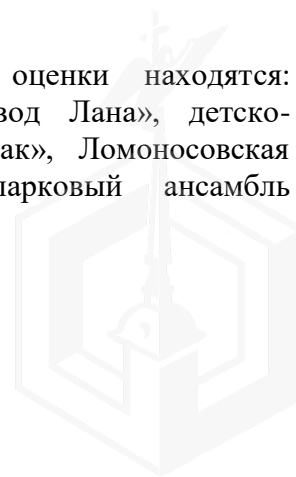 оценки находятся:
вод Лана», детско-
ак», Ломоносовская
парковый ансамбль